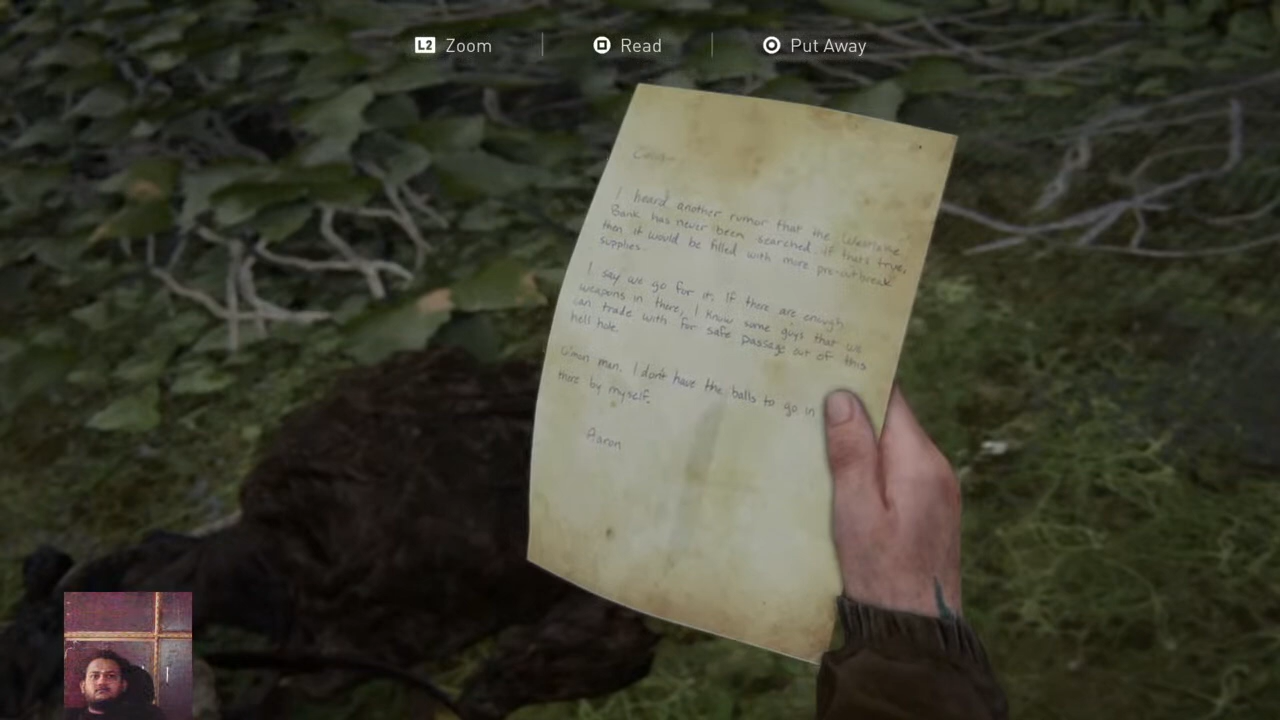 L2 Zoom
Read
Put Away
I heard another rumor that the Westlake
Bank has never been searched. If that's true,
then it would be filled with more pre-outbreak
supplies.
I say we go for it. If there are enough
weapons in there, I know some guys that we
can trade with for safe passage out of this
hell hole.
C'mon man. I don't have the balls to go in
there by myself.
Aaron